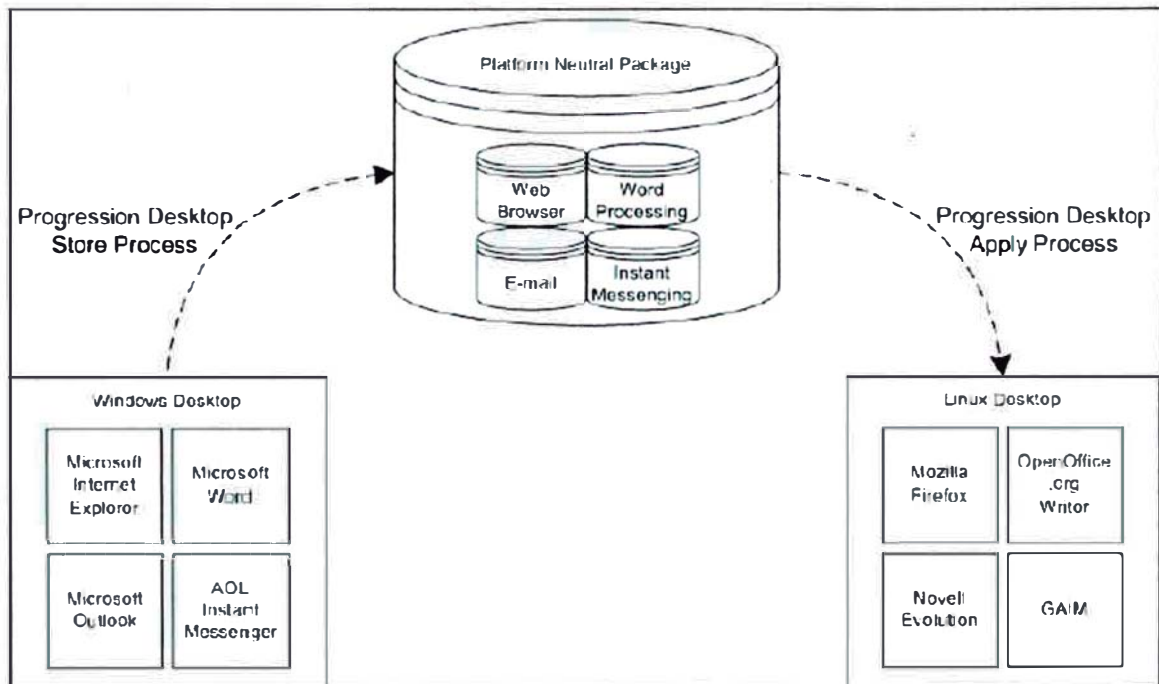 Platform Neutral Package
Web
Browser
Word
Processing
E-mail
Instant
Messenging
Progression Desktop
Store Process
Progression Desktop
Apply Process
Windows Desktop
Microsoft
Internet
Explorer
Microsoft
Word
Microsoft
Outlook
AOL
Instant
Messenger
Linux Desktop
Mozilla
Firefox
OpenOffice
.org
Writer
Novell
Evolution
GAIM